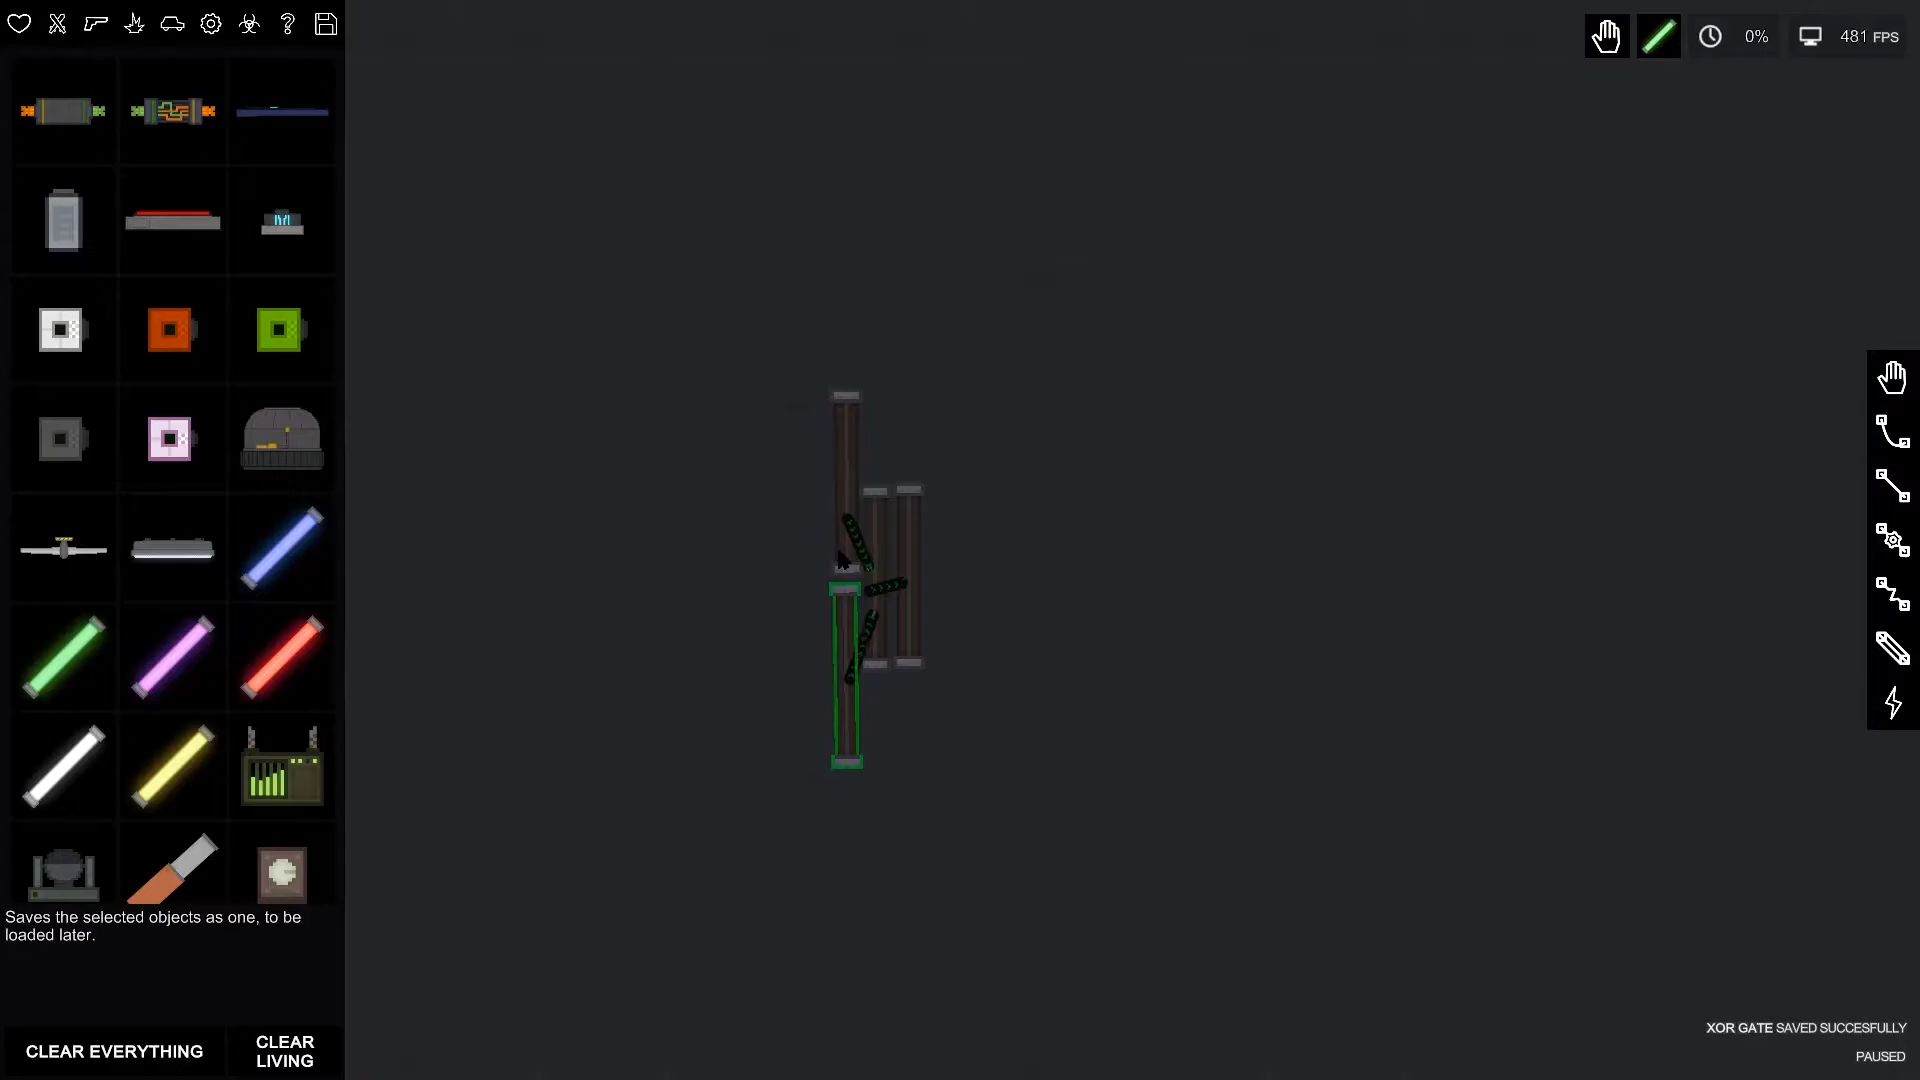 0%
481 FPS
Saves the selected objects as one, to be
loaded later.
CLEAR EVERYTHING
CLEAR
LIVING
XOR GATE SAVED SUCCESFULLY
PAUSED